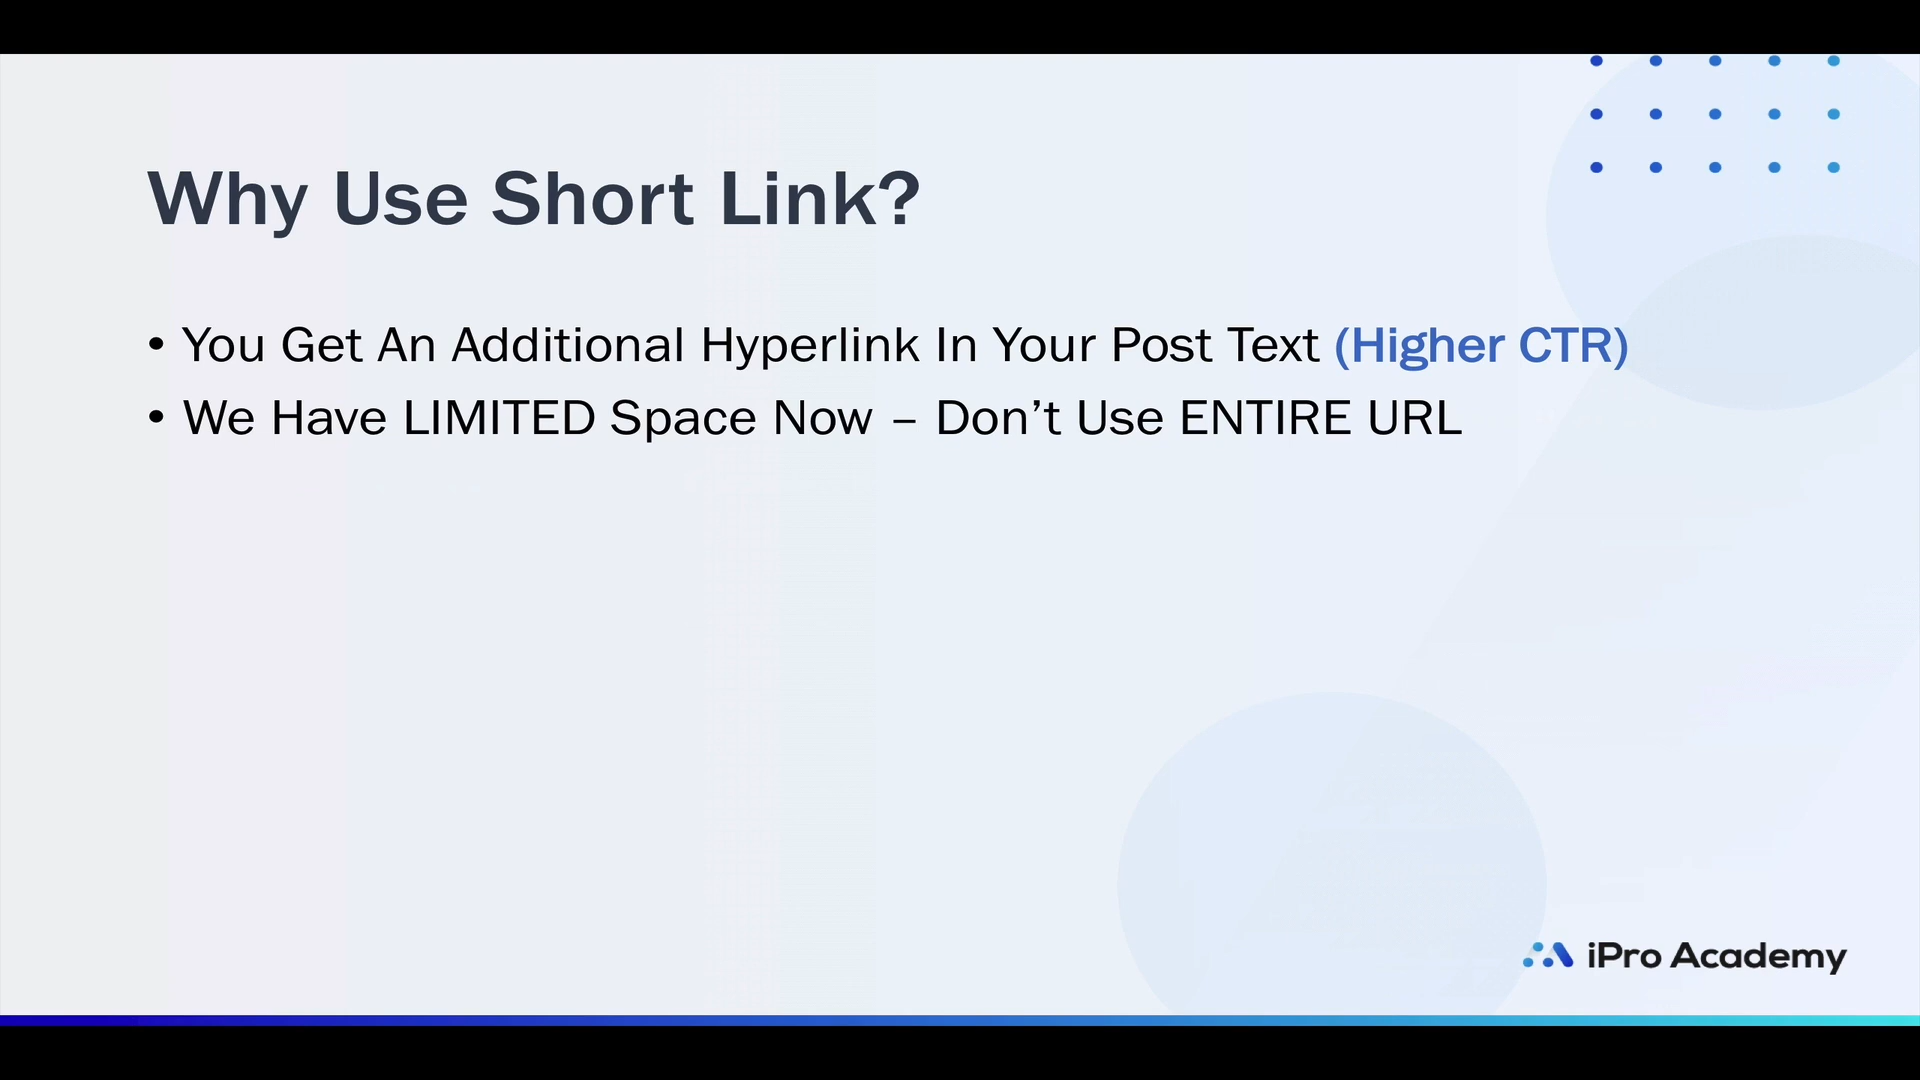 Why Use Short Link?
• You Get An Additional Hyperlink In Your Post Text (Higher CTR)
• We Have LIMITED Space Now – Don’t Use ENTIRE URL
iPro Academy